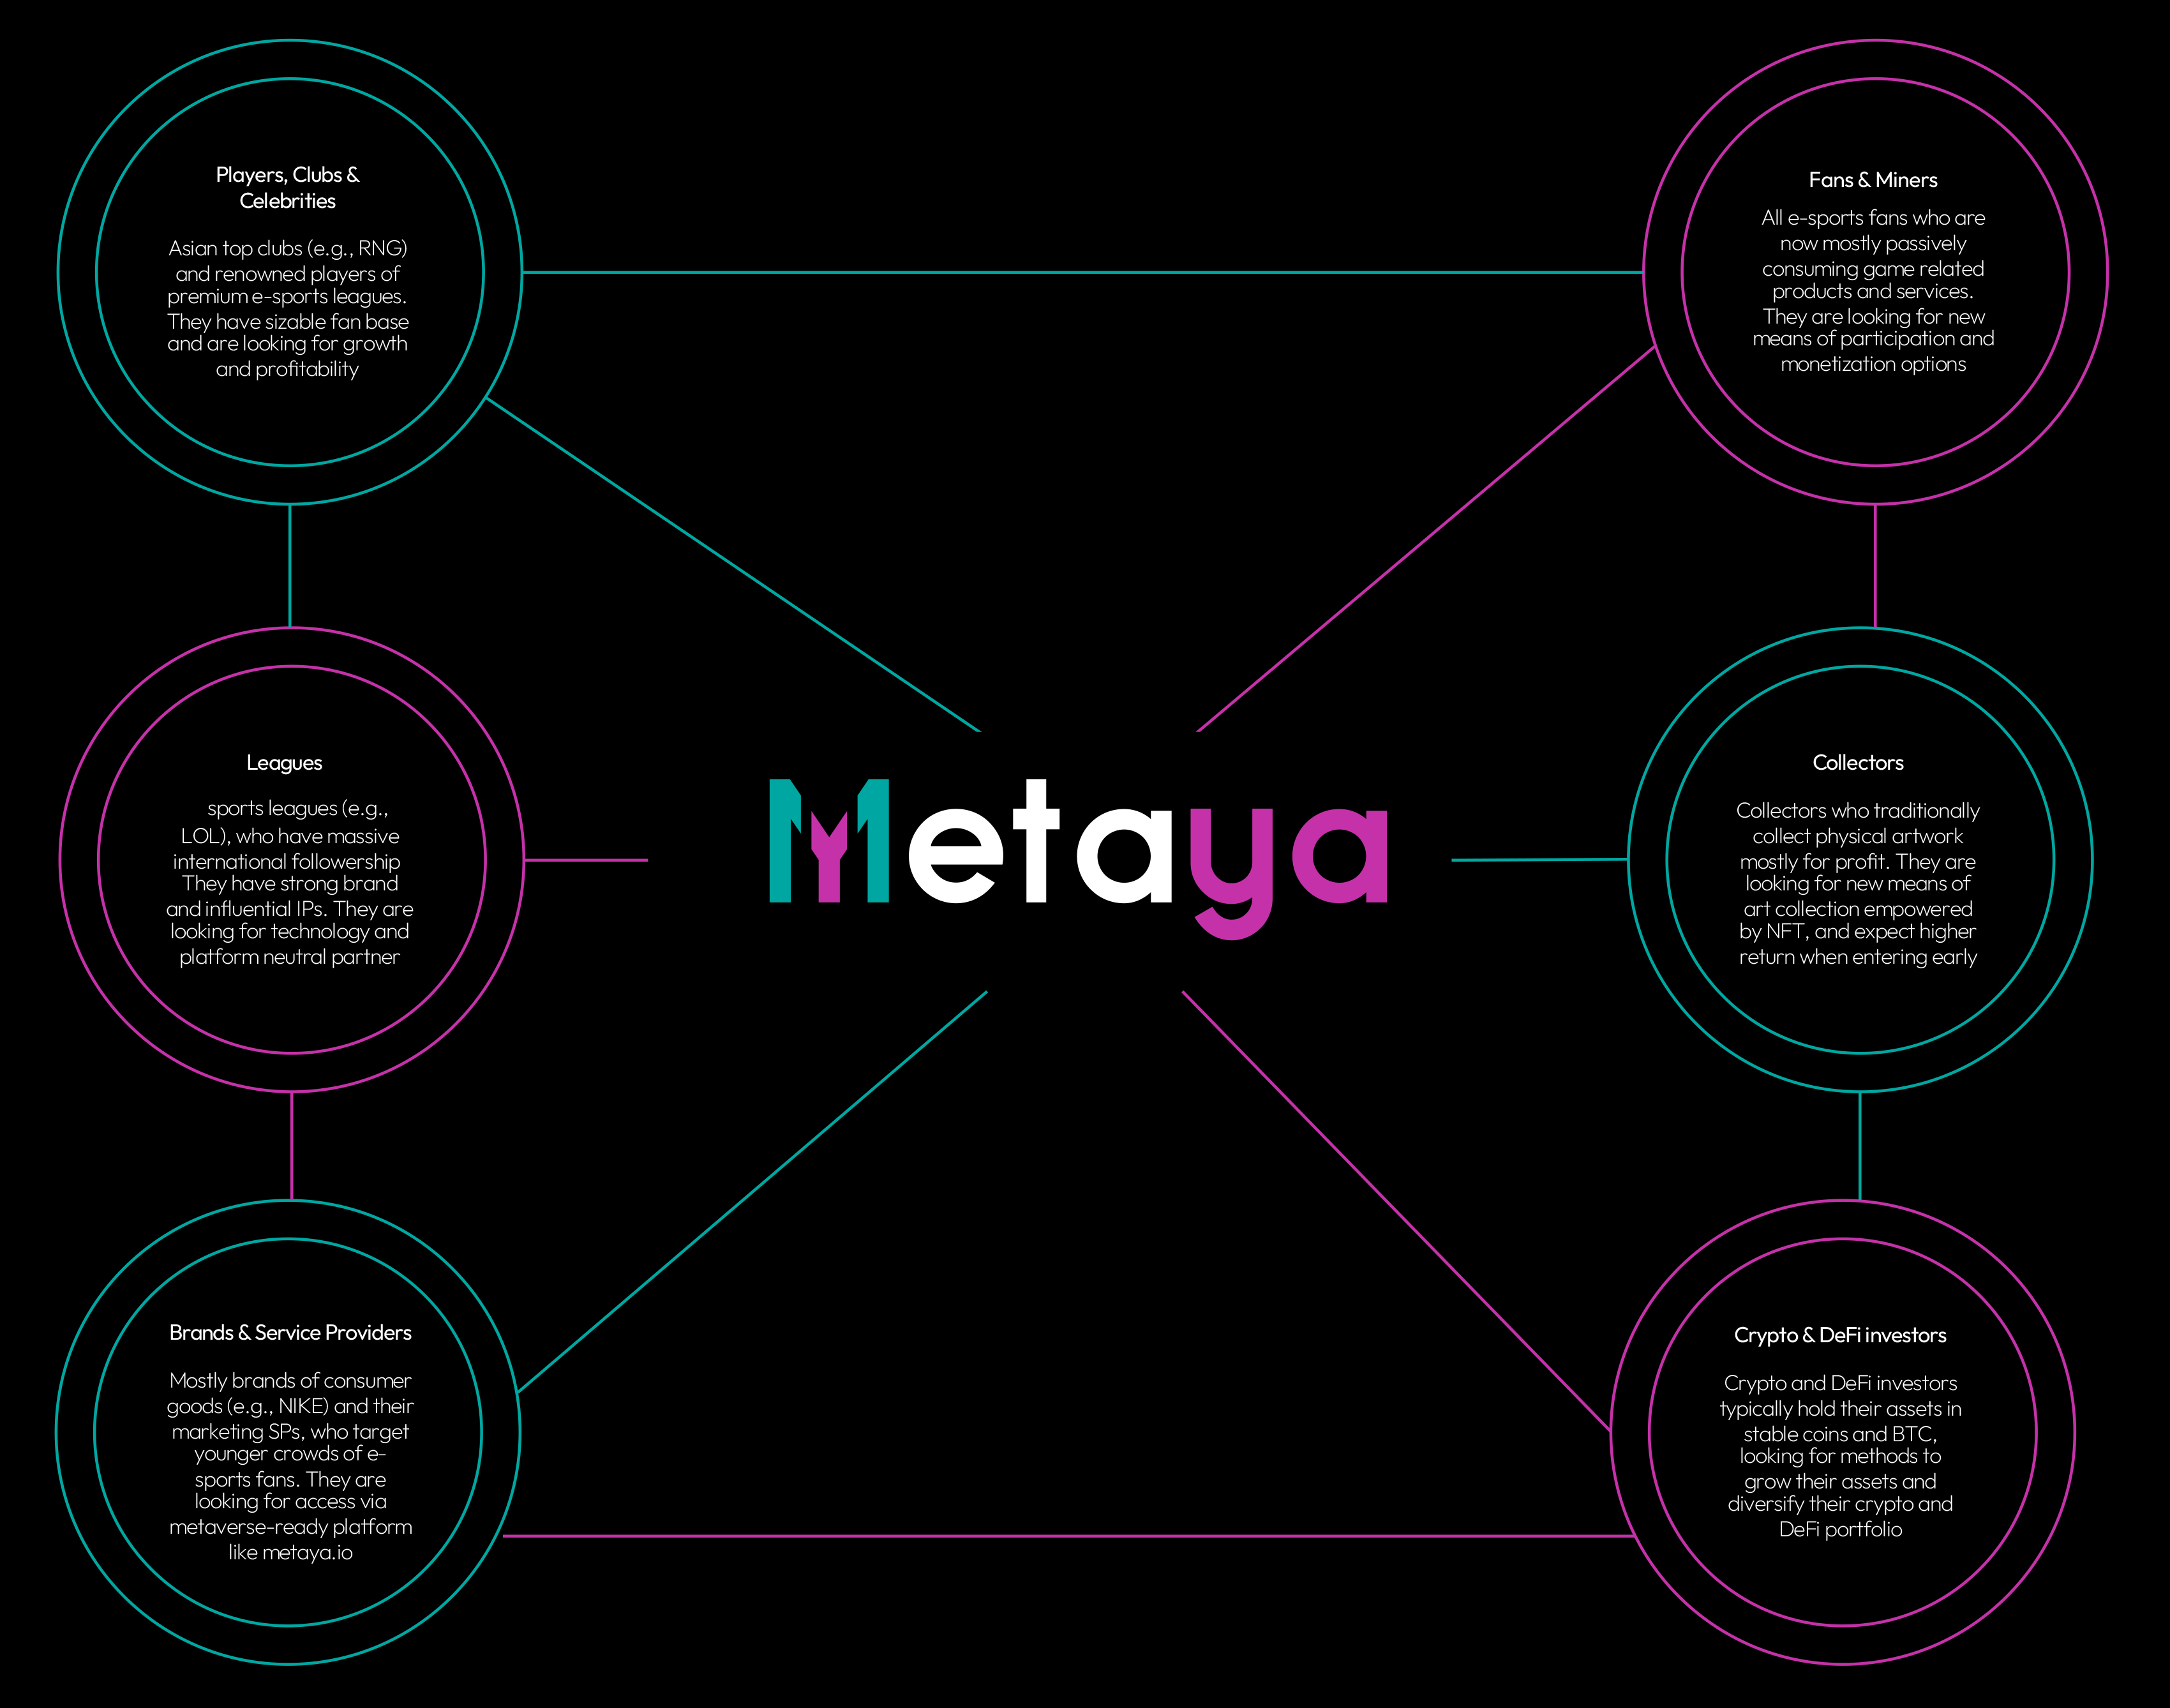 Players, Clubs &
Celebrities
Asian top clubs (e.g., RNG)
and renowned players of
premium e-sports leagues.
They have sizable fan base
and are looking for growth
and profitability
Fans & Miners
All e-sports fans who are
now mostly passively
consuming game related
products and services.
They are looking for new
means of participation and
monetization options
Leagues
sports leagues (e.g.,
LOL), who have massive
international followership
They have strong brand
and influential IPs. They are
looking for technology and
platform neutral partner
Metaya
Collectors
Collectors who traditionally
collect physical artwork
mostly for profit. They are
looking for new means of
art collection empowered
by NFT, and expect higher
return when entering early
Brands & Service Providers
Mostly brands of consumer
goods (e.g., NIKE) and their
marketing SPs, who target
younger crowds of e-
sports fans. They are
looking for access via
metaverse-ready platform
like metaya.io
Crypto & DeFi investors
Crypto and DeFi investors
typically hold their assets in
stable coins and BTC,
looking for methods to
grow their assets and
diversify their crypto and
DeFi portfolio